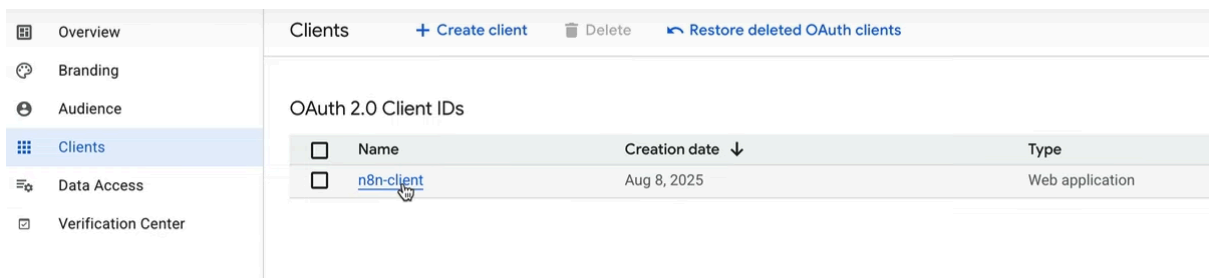 Overview
Branding
Audience
Clients
Data Access
Verification Center
Clients Create client Delete Restore deleted OAuth clients
OAuth 2.0 Client IDs
Name Creation date Type
n8n-client Aug 8, 2025 Web application